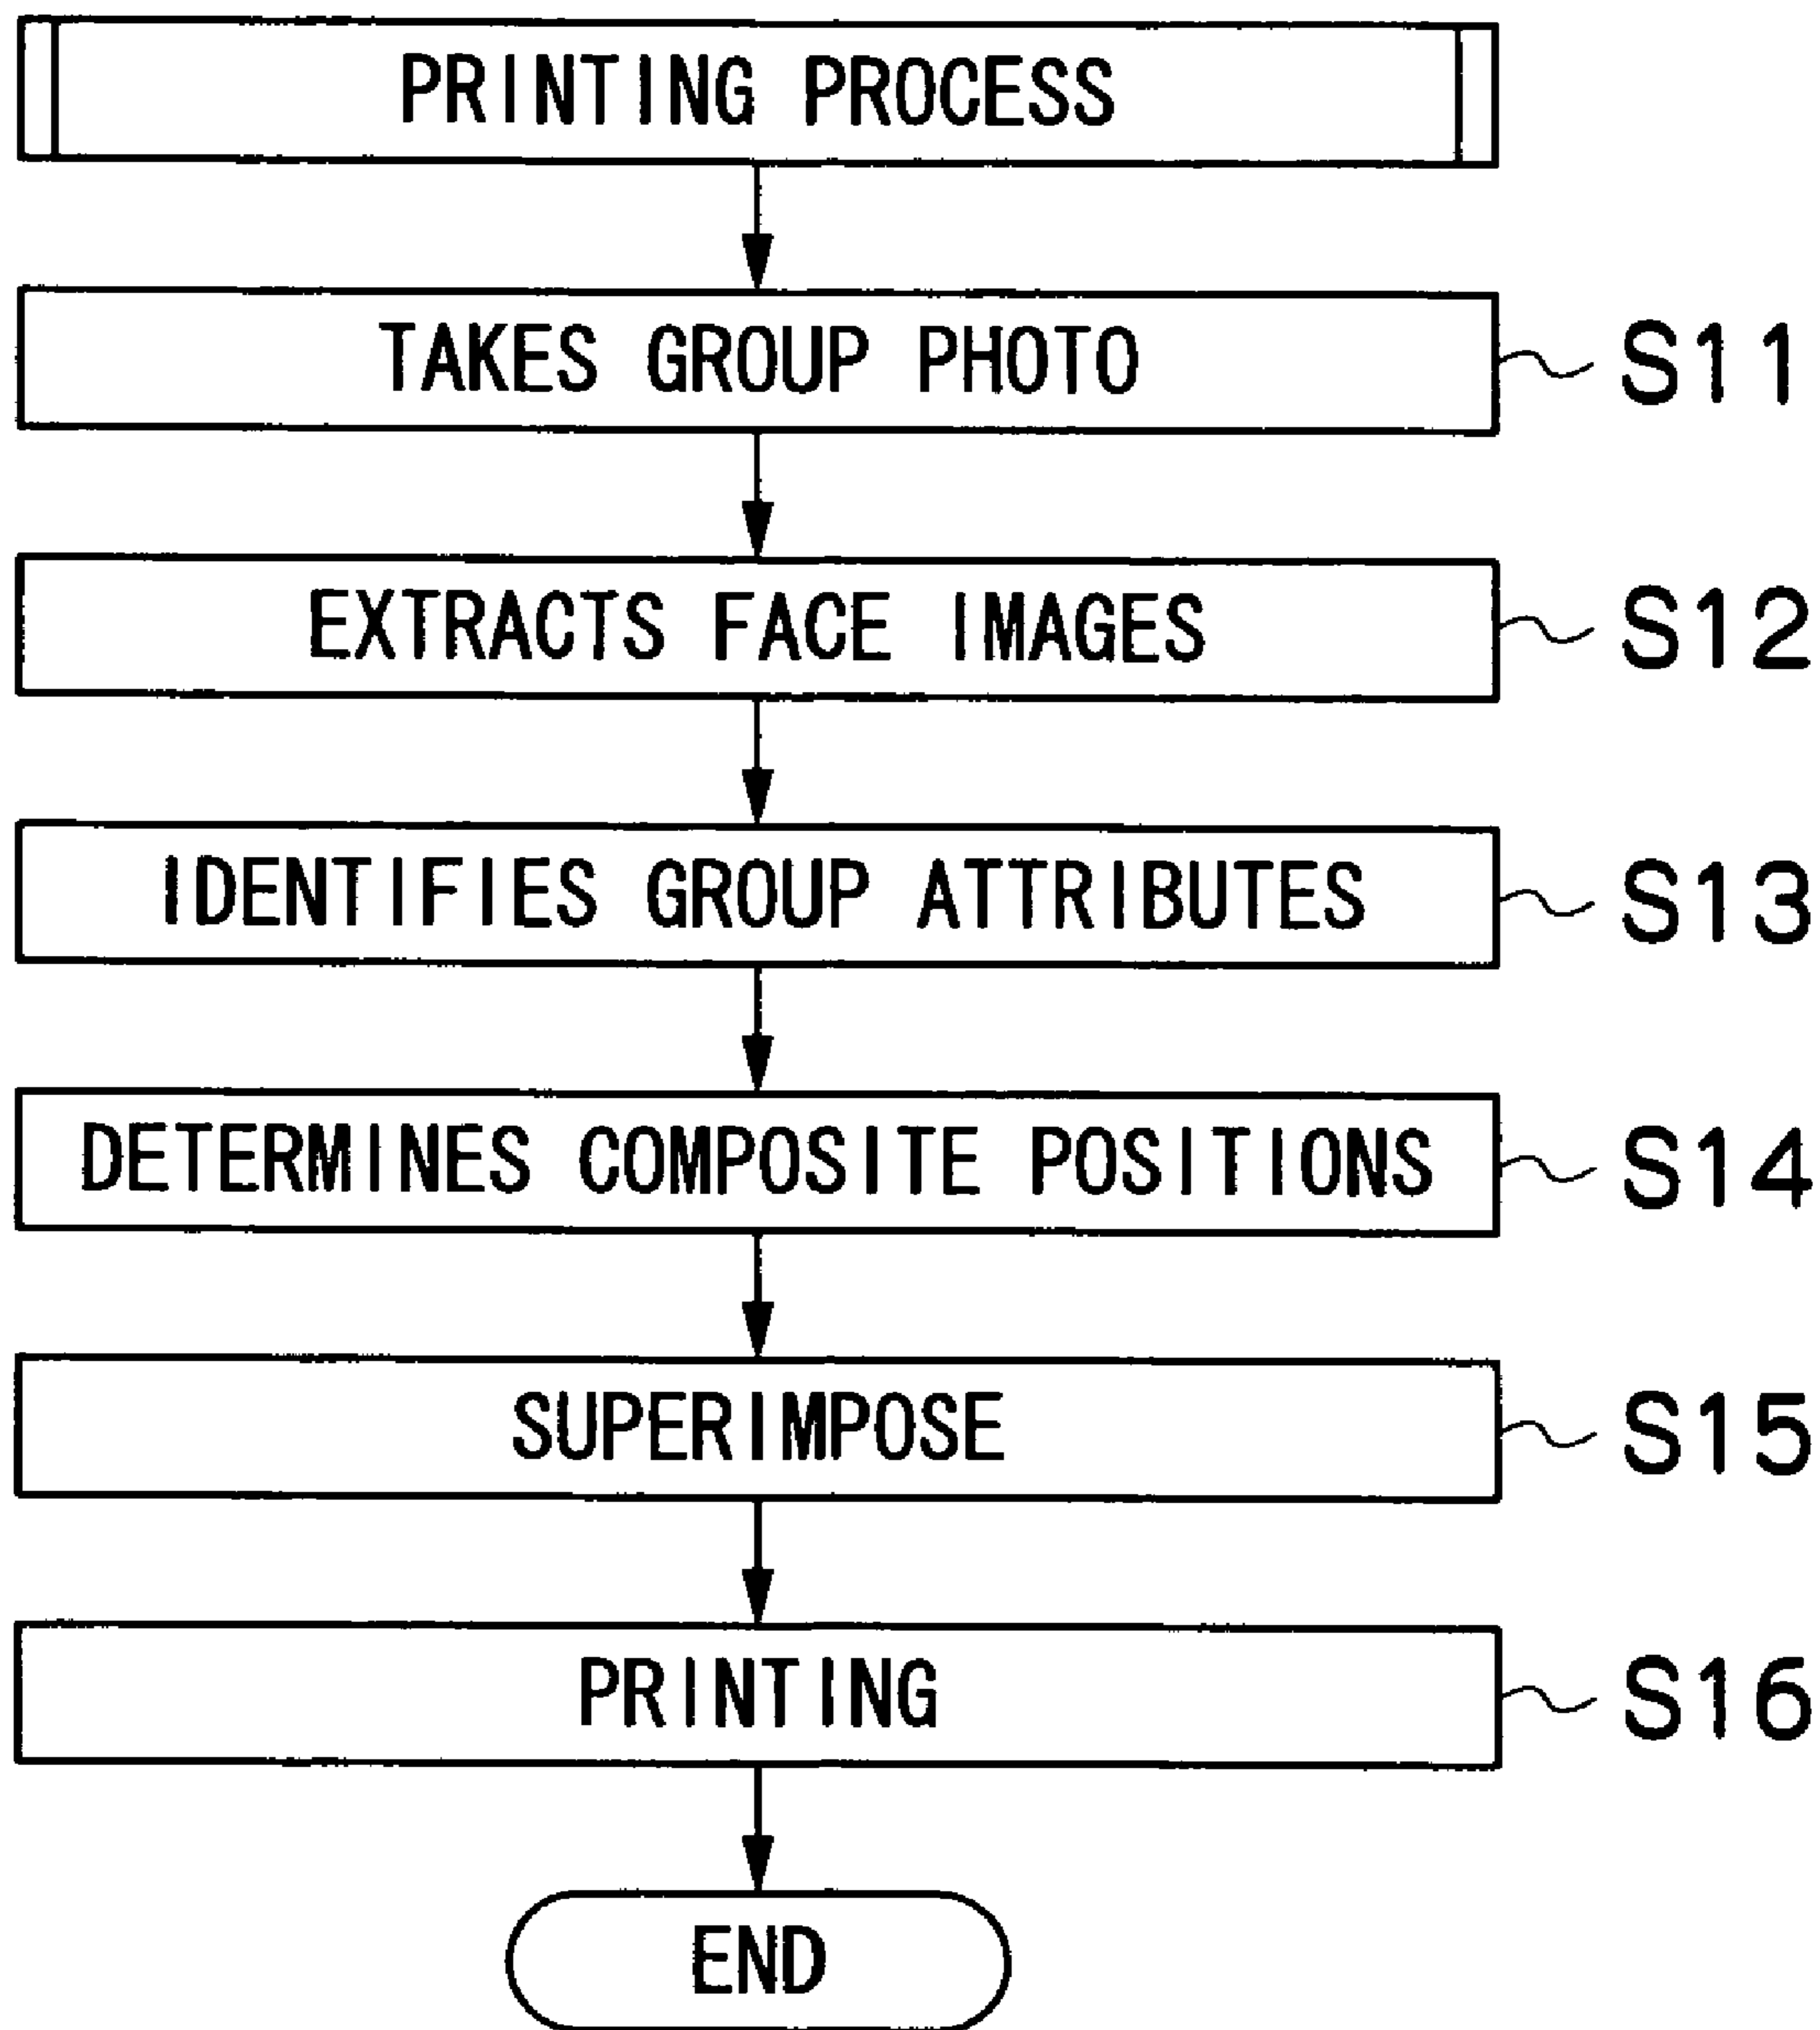 PRINTING PROCESS
TAKES GROUP PHOTO S11
EXTRACTS FACE IMAGES S12
IDENTIFIES GROUP ATTRIBUTES S13
DETERMINES COMPOSITE POSITIONS S14
SUPERIMPOSE S15
PRINTING S16
END